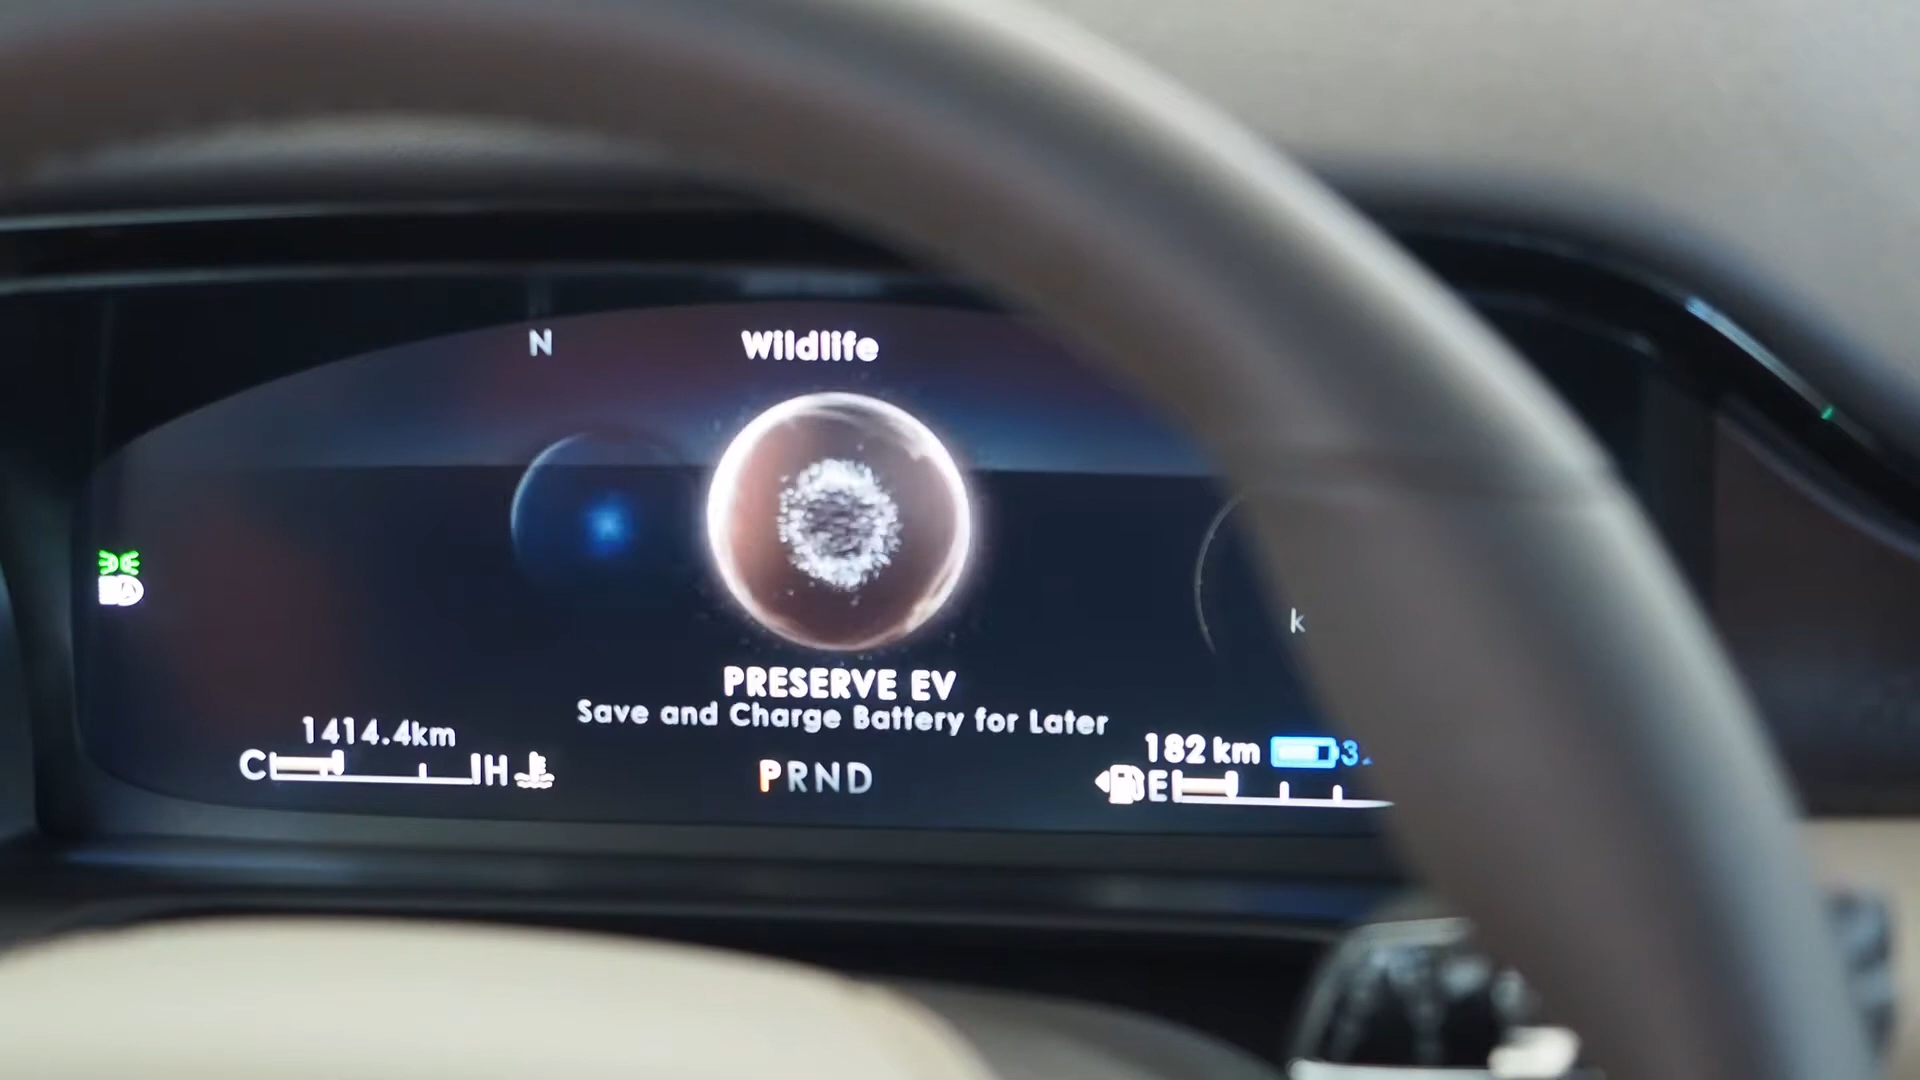 N
Wildlife
k
PRESERVE EV
Save and Charge Battery for Later
1414.4km
182 km
C H
PRND
E